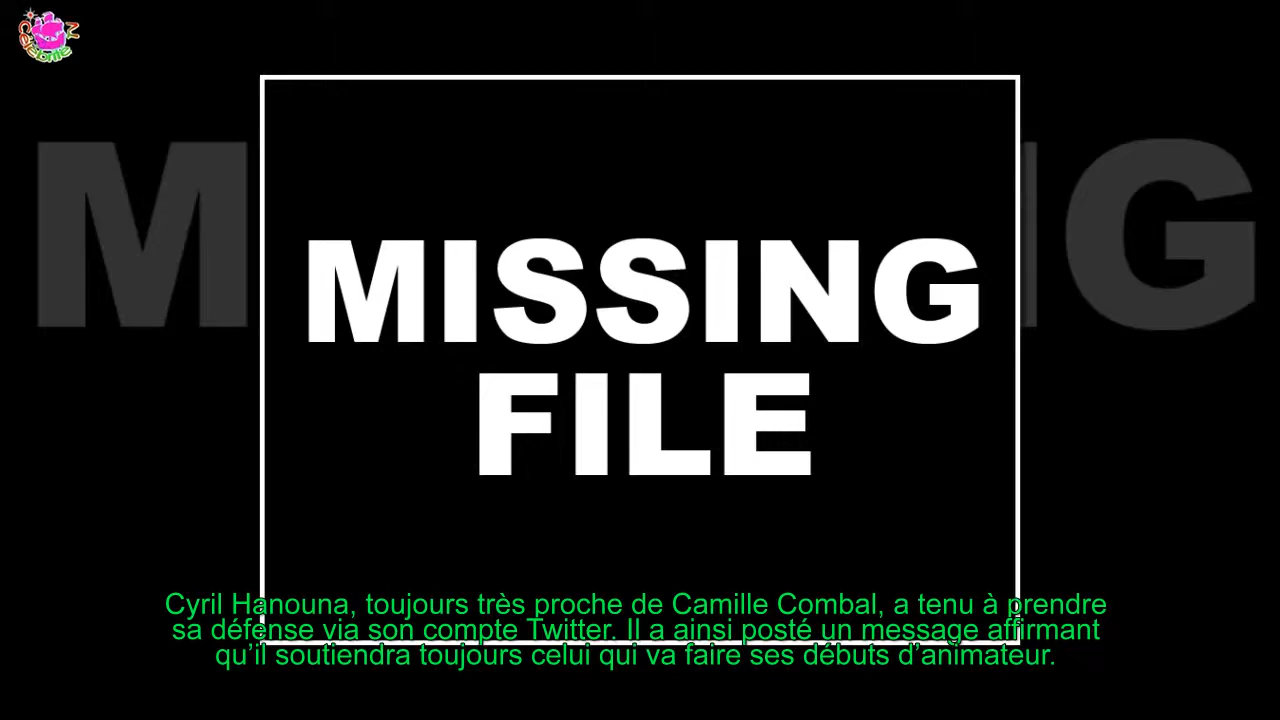 Célébrité
Z
M
G
MISSING
FILE
Cyril Hanouna, toujours très proche de Camille Combal, a tenu à prendre
sa défense via son compte Twitter. Il a ainsi posté un message affirmant
qu'il soutiendra toujours celui qui va faire ses débuts d'animateur.